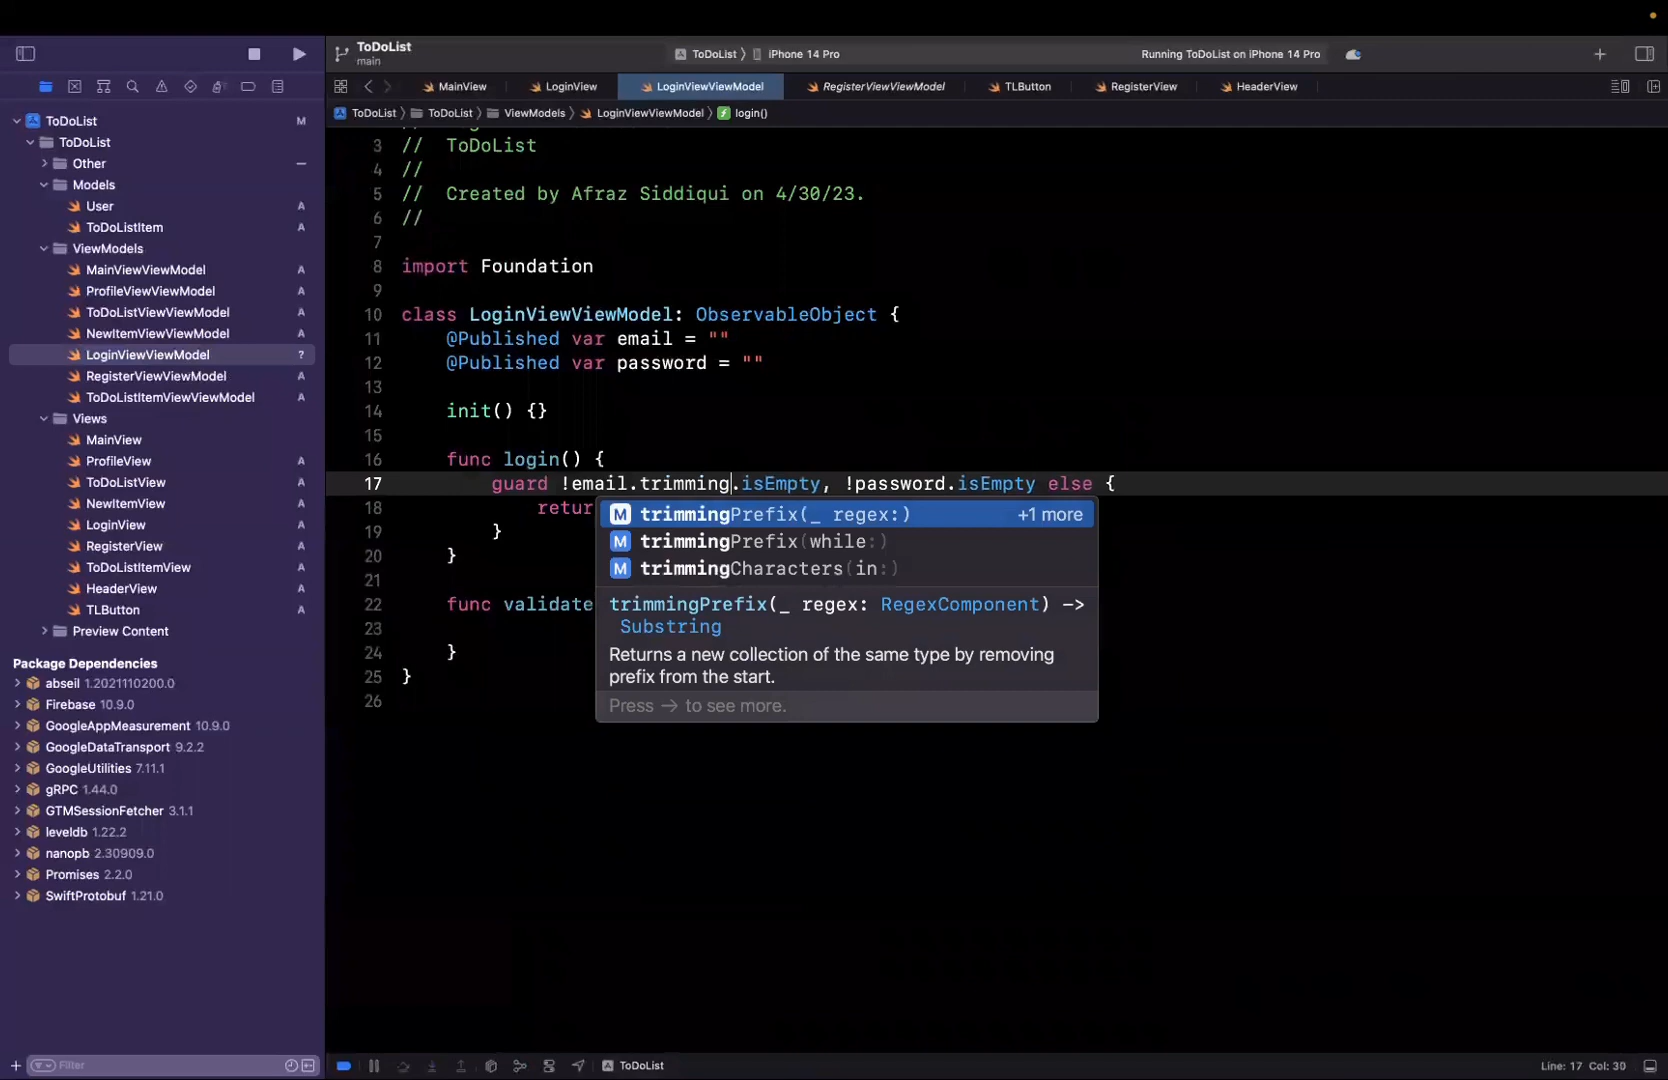 ToDoList
main
ToDoList
iPhone 14 Pro
Running ToDoList on iPhone 14 Pro
MainView
LoginView
LoginViewViewModel
RegisterViewViewModel
TLButton
RegisterView
HeaderView
ToDoList
ToDoList
ViewModels
LoginViewViewModel
login()
ToDoList M
ToDoList
Other
Models
User A
ToDoListItem A
ViewModels
MainViewViewModel A
ProfileViewViewModel A
ToDoListViewViewModel A
NewItemViewViewModel A
LoginViewViewModel ?
RegisterViewViewModel A
ToDoListItemViewViewModel A
Views
MainView
ProfileView A
ToDoListView A
NewItemView A
LoginView A
RegisterView A
ToDoListItemView A
HeaderView A
TLButton A
Preview Content
Package Dependencies
abseil 1.2021110200.0
Firebase 10.9.0
GoogleAppMeasurement 10.9.0
GoogleDataTransport 9.2.2
GoogleUtilities 7.11.1
gRPC 1.44.0
GTMSessionFetcher 3.1.1
leveldb 1.22.2
nanopb 2.30909.0
Promises 2.2.0
SwiftProtobuf 1.21.0
Filter
3 // ToDoList
4 //
5 // Created by Afraz Siddiqui on 4/30/23.
6 //
7
8 import Foundation
9
10 class LoginViewViewModel: ObservableObject {
11 @Published var email = ""
12 @Published var password = ""
13
14 init() {}
15
16 func login() {
17 guard !email.trimming.isEmpty, !password.isEmpty else {
18 retur
19 }
20 }
21
22 func validate
23
24 }
25 }
26
M trimmingPrefix(_ regex:) +1 more
M trimmingPrefix(while:)
M trimmingCharacters(in:)
trimmingPrefix(_ regex: RegexComponent) ->
Substring
Returns a new collection of the same type by removing
prefix from the start.
Press → to see more.
ToDoList
Line: 17 Col: 30